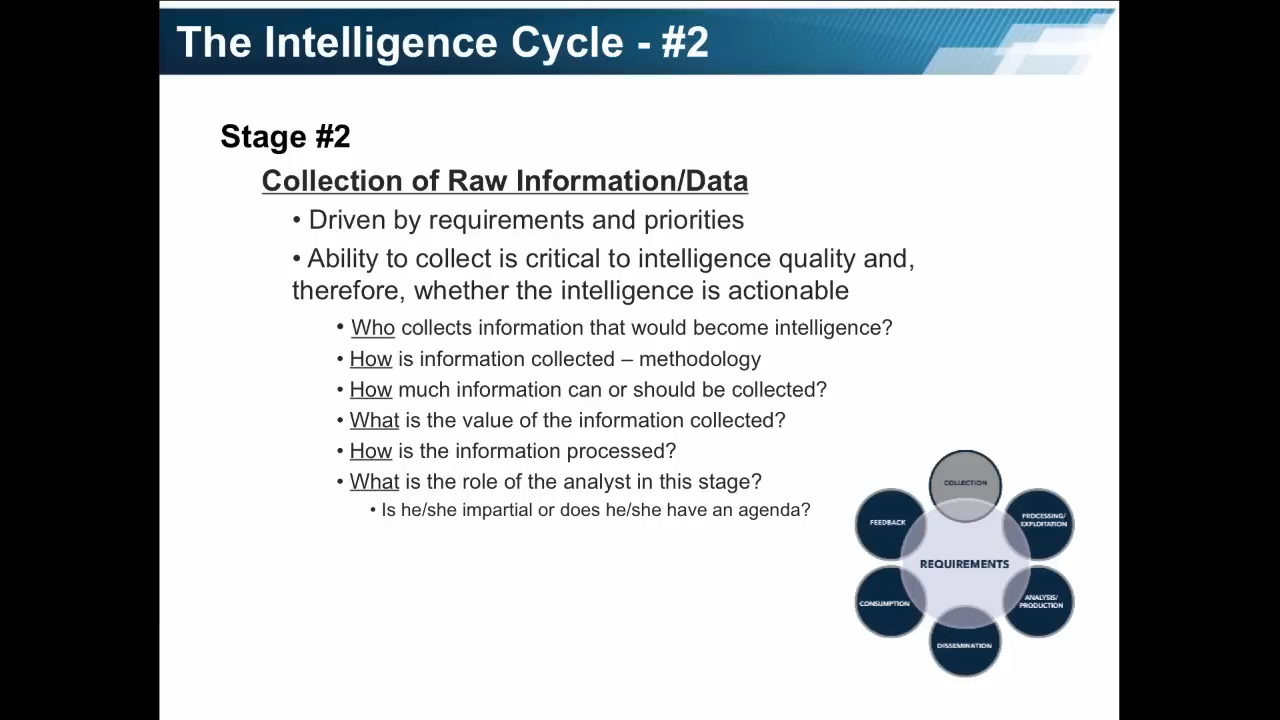 The Intelligence Cycle - #2
Stage #2
Collection of Raw Information/Data
• Driven by requirements and priorities
• Ability to collect is critical to intelligence quality and,
therefore, whether the intelligence is actionable
• Who collects information that would become intelligence?
• How is information collected – methodology
• How much information can or should be collected?
• What is the value of the information collected?
• How is the information processed?
• What is the role of the analyst in this stage?
• Is he/she impartial or does he/she have an agenda?
COLLECTION
PROCESSING/
EXPLOITATION
ANALYSIS/
PRODUCTION
DISSEMINATION
CONSUMPTION
FEEDBACK
REQUIREMENTS